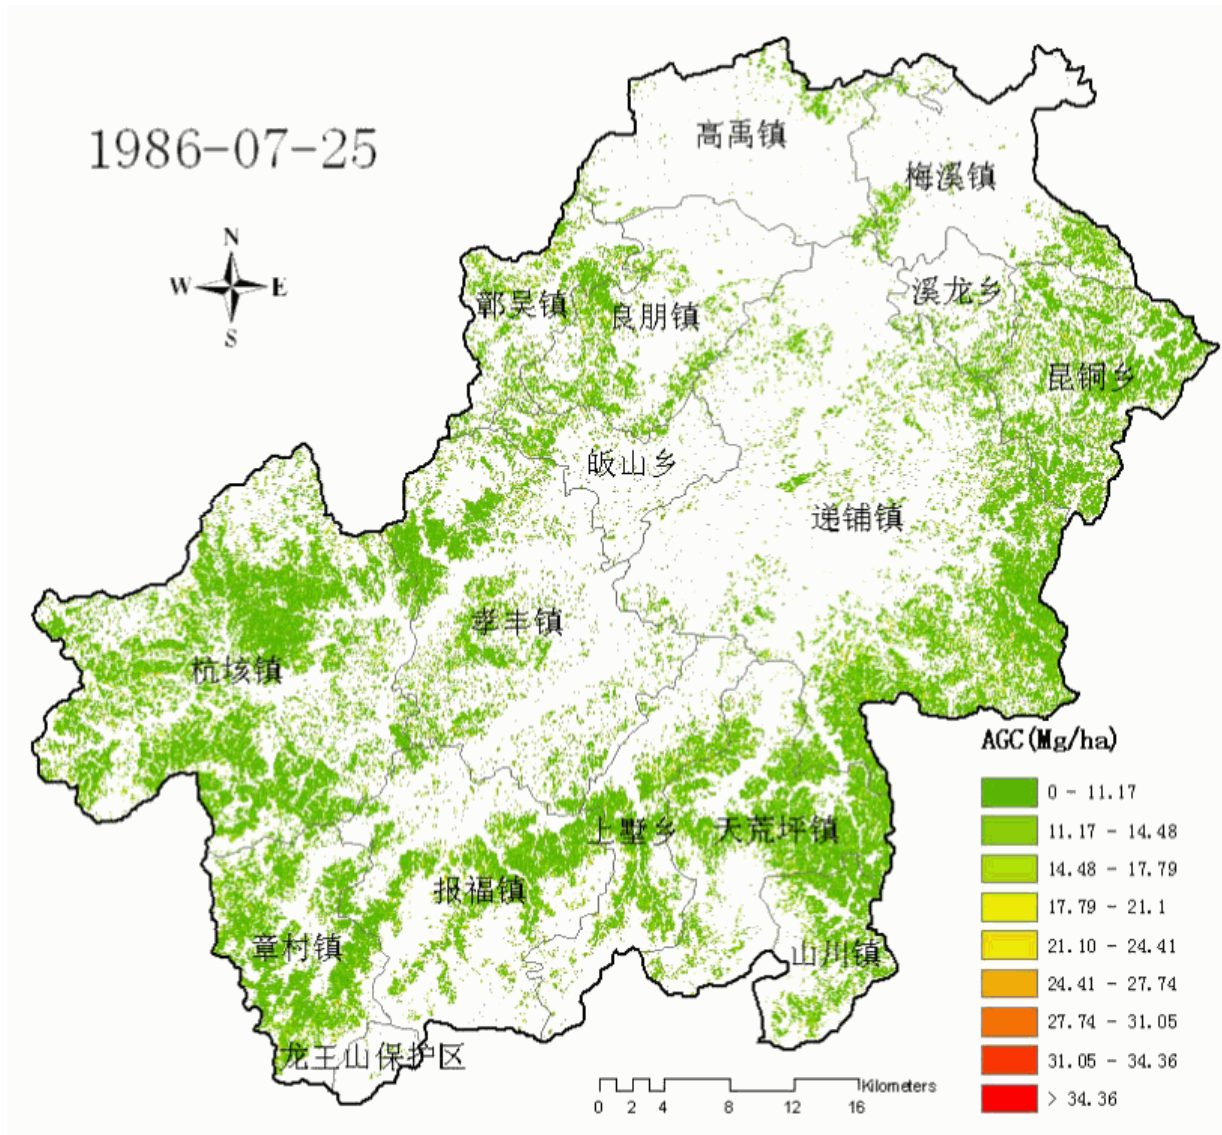 1986-07-25
N
W E
S
高禹镇
梅溪镇
溪龙乡
鄣吴镇
良朋镇
昆铜乡
皈山乡
递铺镇
孝丰镇
杭垓镇
上墅乡
天荒坪镇
报福镇
章村镇
山川镇
龙王山保护区
AGC(Mg/ha)
0 - 11.17
11.17 - 14.48
14.48 - 17.79
17.79 - 21.1
21.10 - 24.41
24.41 - 27.74
27.74 - 31.05
31.05 - 34.36
> 34.36
Kilometers
0 2 4 8 12 16